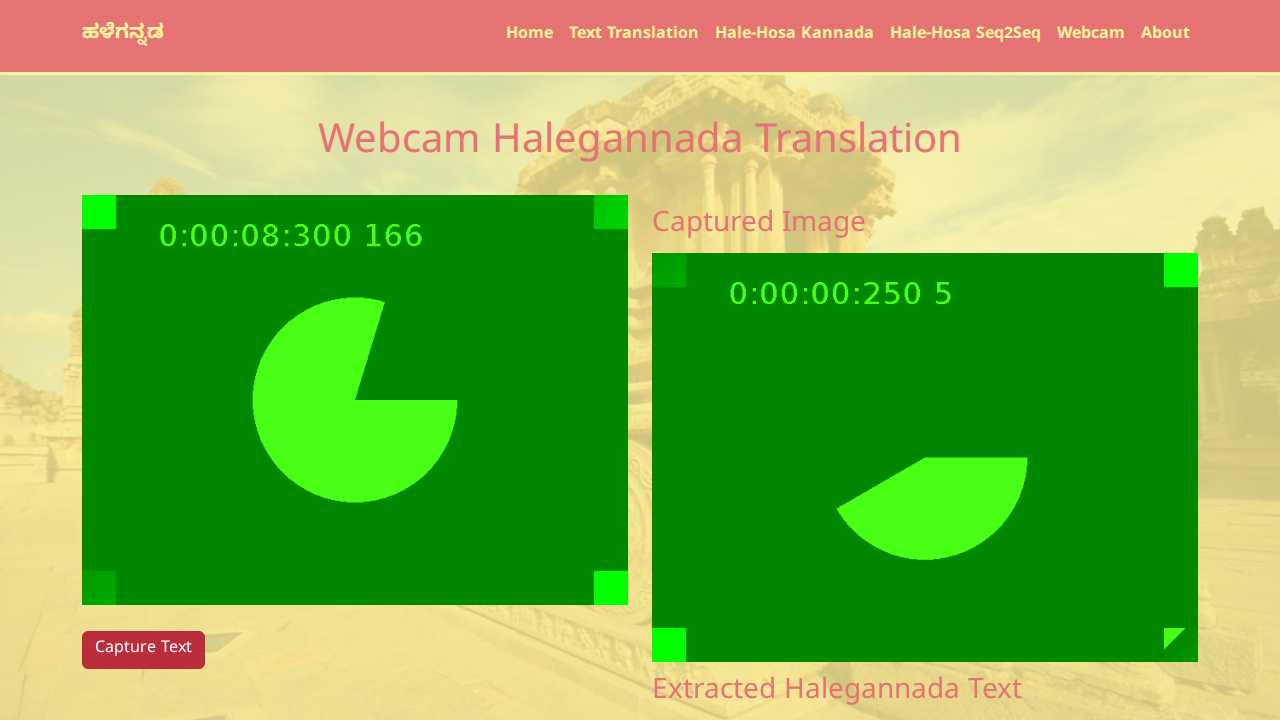 ಹಳೆಗನ್ನಡ
Home Text Translation Hale-Hosa Kannada Hale-Hosa Seq2Seq Webcam About
Webcam Halegannada Translation
0:00:08:300 166
Capture Text
Captured Image
0:00:00:250 5
Extracted Halegannada Text